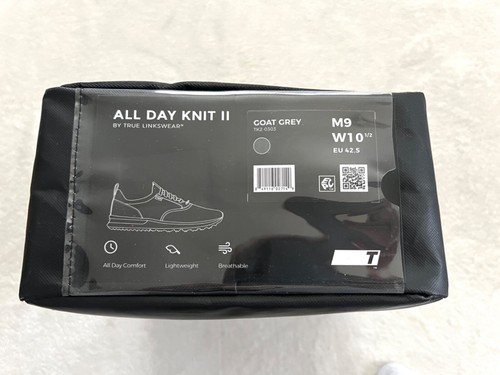 ALL DAY KNIT II
BY TRUE LINKSWEAR®
GOAT GREY
M9
W10 1/2
EU 42.5
All Day Comfort
Lightweight
Breathable
T